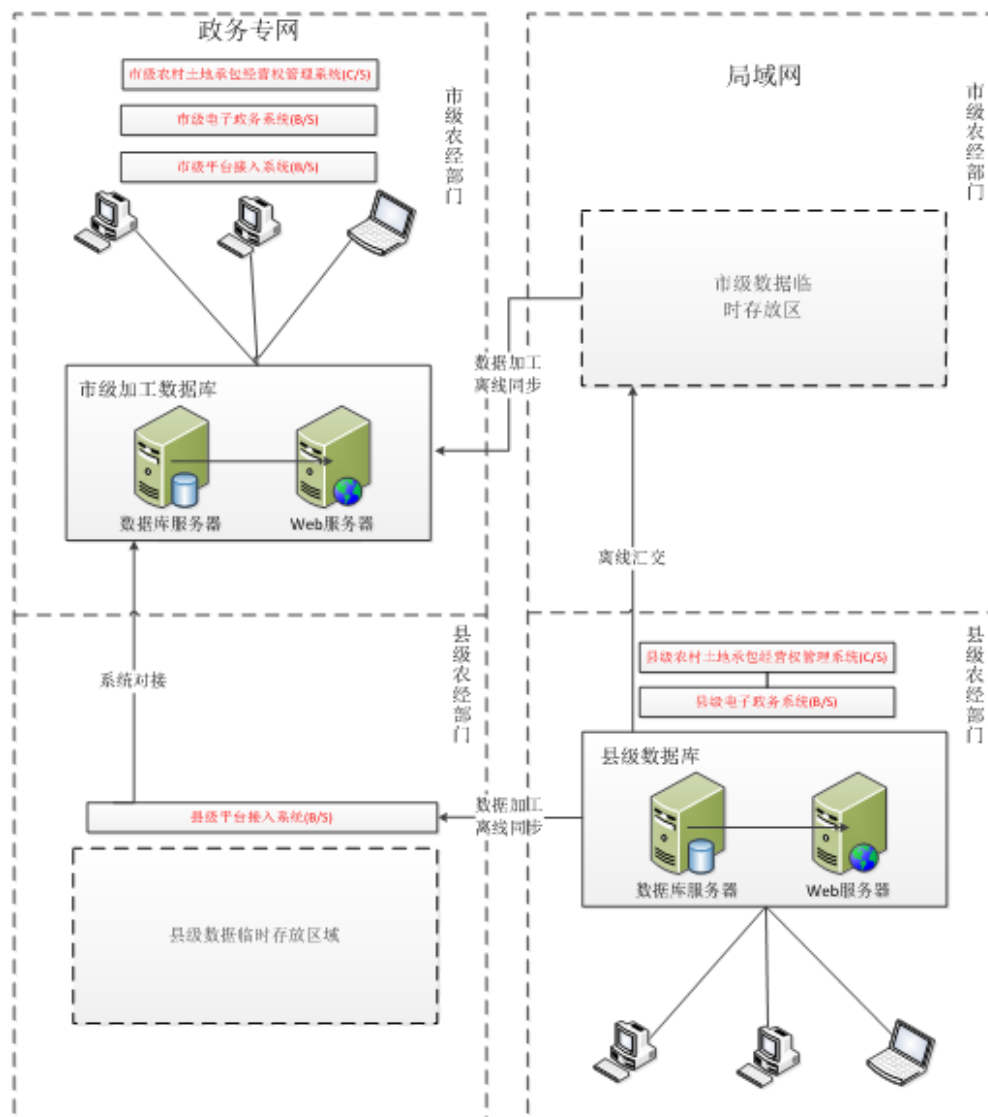 政务专网
市级农村土地承包经营权管理系统(C/S)
市级电子政务系统(B/S)
市级平台接入系统(B/S)
市级农经部门
局域网
市级农经部门
市级数据临
时存放区
数据加工
离线同步
市级加工数据库
数据库服务器
Web服务器
离线汇交
系统对接
县级农经部门
县级农村土地承包经营权管理系统(C/S)
县级电子政务系统(B/S)
县级农经部门
县级数据库
数据库服务器
Web服务器
数据加工
离线同步
县级平台接入系统(B/S)
县级数据临时存放区域